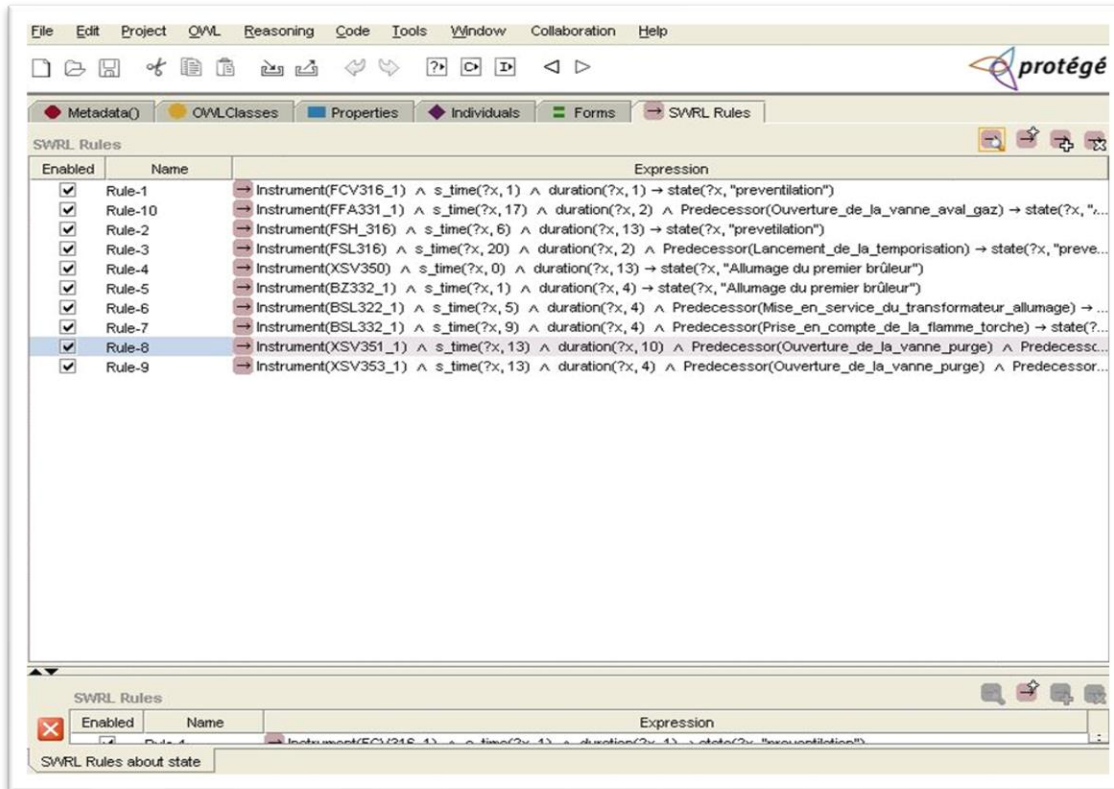 File Edit Project OWL Reasoning Code Tools Window Collaboration Help
protégé
Metadata() OWLClasses Properties Individuals Forms SWRL Rules
SWRL Rules
Enabled Name Expression
Rule-1 → Instrument(FCV316_1) ∧ s_time(?x, 1) ∧ duration(?x, 1) → state(?x, "preventilation")
Rule-10 → Instrument(FFA331_1) ∧ s_time(?x, 17) ∧ duration(?x, 2) ∧ Predecessor(Ouverture_de_la_vanne_aval_gaz) → state(?x, "...
Rule-2 → Instrument(FSH_316) ∧ s_time(?x, 6) ∧ duration(?x, 13) → state(?x, "prevetilation")
Rule-3 → Instrument(FSL316) ∧ s_time(?x, 20) ∧ duration(?x, 2) ∧ Predecessor(Lancement_de_la_temporisation) → state(?x, "preve...
Rule-4 → Instrument(XSV350) ∧ s_time(?x, 0) ∧ duration(?x, 13) → state(?x, "Allumage du premier brûleur")
Rule-5 → Instrument(BZ332_1) ∧ s_time(?x, 1) ∧ duration(?x, 4) → state(?x, "Allumage du premier brûleur")
Rule-6 → Instrument(BSL322_1) ∧ s_time(?x, 5) ∧ duration(?x, 4) ∧ Predecessor(Mise_en_service_du_transformateur_allumage) → ...
Rule-7 → Instrument(BSL332_1) ∧ s_time(?x, 9) ∧ duration(?x, 4) ∧ Predecessor(Prise_en_compte_de_la_flamme_torche) → state(?...
Rule-8 → Instrument(XSV351_1) ∧ s_time(?x, 13) ∧ duration(?x, 10) ∧ Predecessor(Ouverture_de_la_vanne_purge) ∧ Predecessc...
Rule-9 → Instrument(XSV353_1) ∧ s_time(?x, 13) ∧ duration(?x, 4) ∧ Predecessor(Ouverture_de_la_vanne_purge) ∧ Predecessor...
SWRL Rules
Enabled Name Expression
SWRL Rules about state